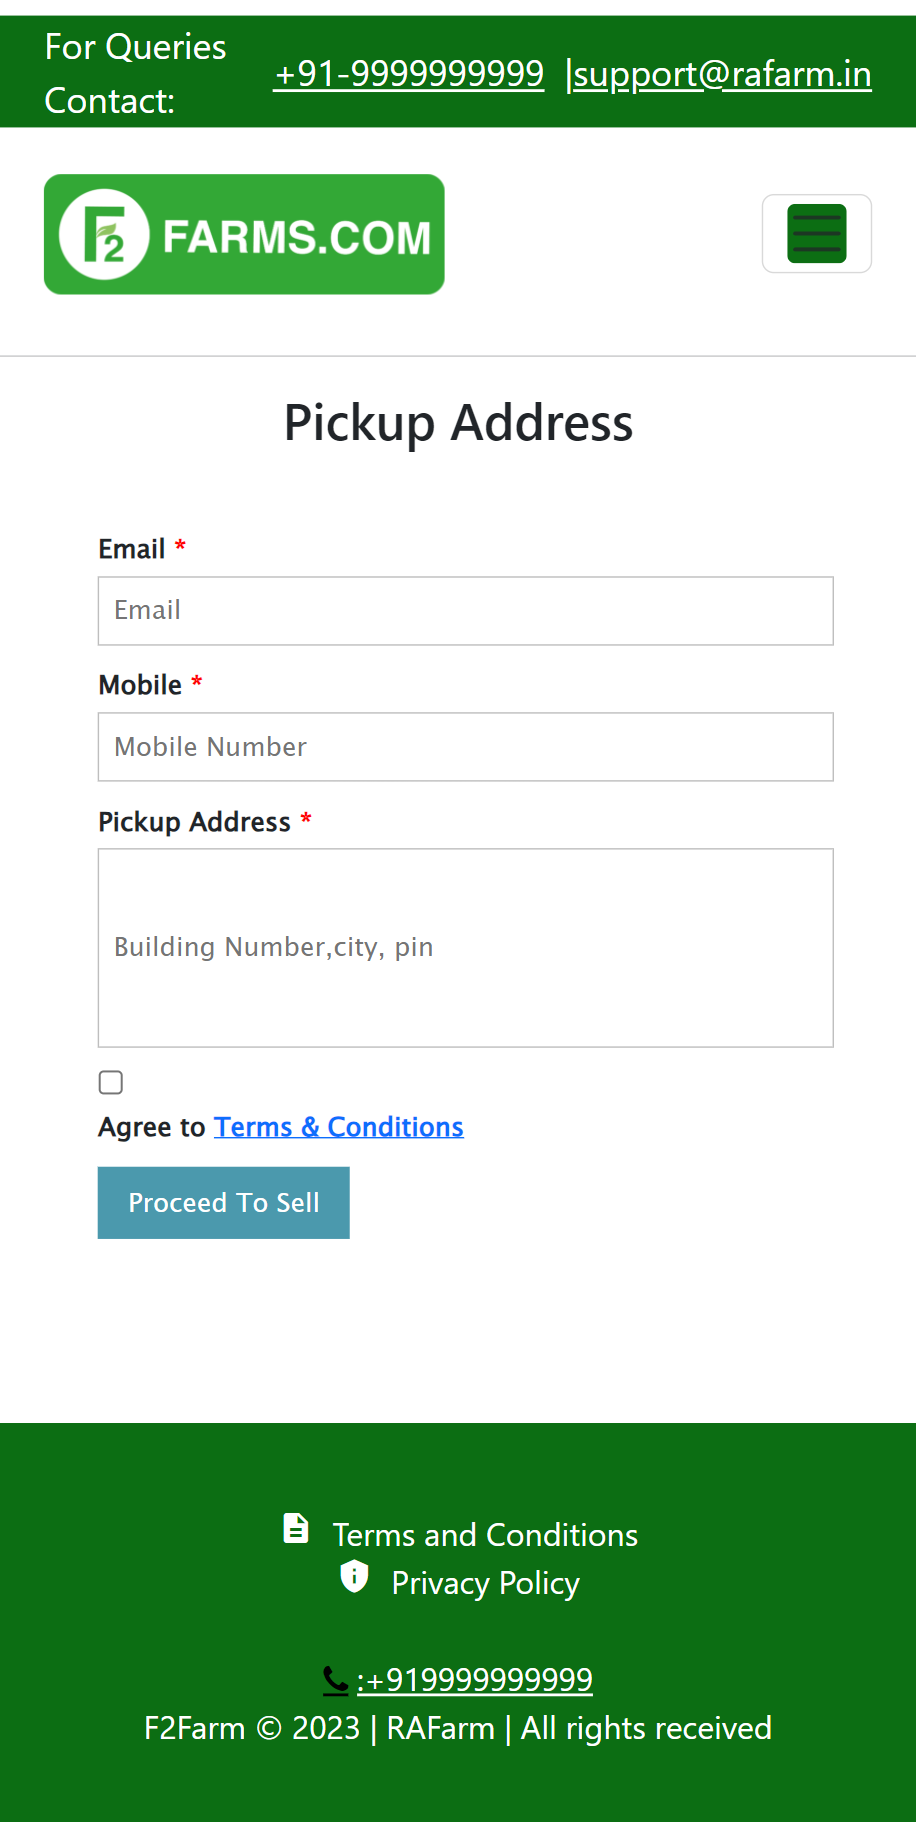 For Queries
Contact:
+91-9999999999 |support@rafarm.in
F2 FARMS.COM
Pickup Address
Email *
Email
Mobile *
Mobile Number
Pickup Address *
Building Number,city, pin
Agree to Terms & Conditions
Proceed To Sell
Terms and Conditions
Privacy Policy
:+919999999999
F2Farm © 2023 | RAFarm | All rights received